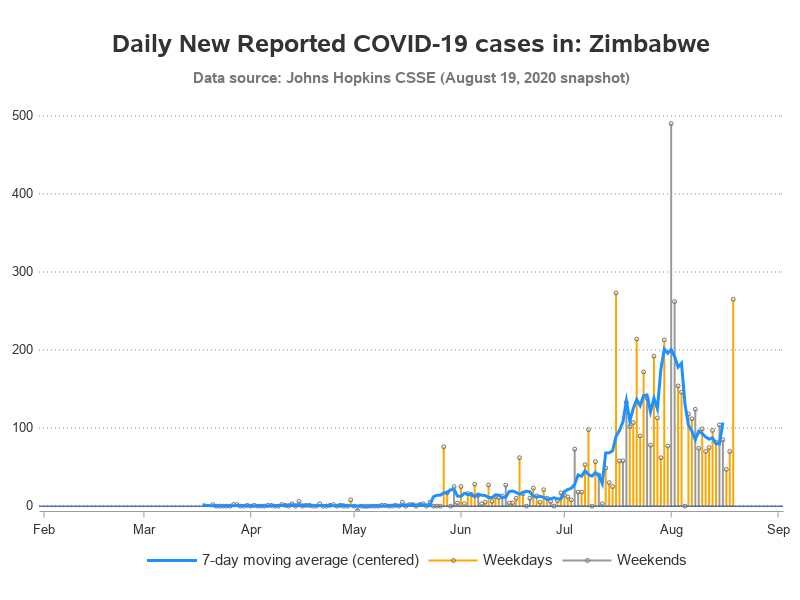 Daily New Reported COVID-19 cases in: Zimbabwe
Data source: Johns Hopkins CSSE (August 19, 2020 snapshot)
500
400
300
200
100
0
Feb Mar Apr May Jun Jul Aug Sep
7-day moving average (centered) Weekdays Weekends